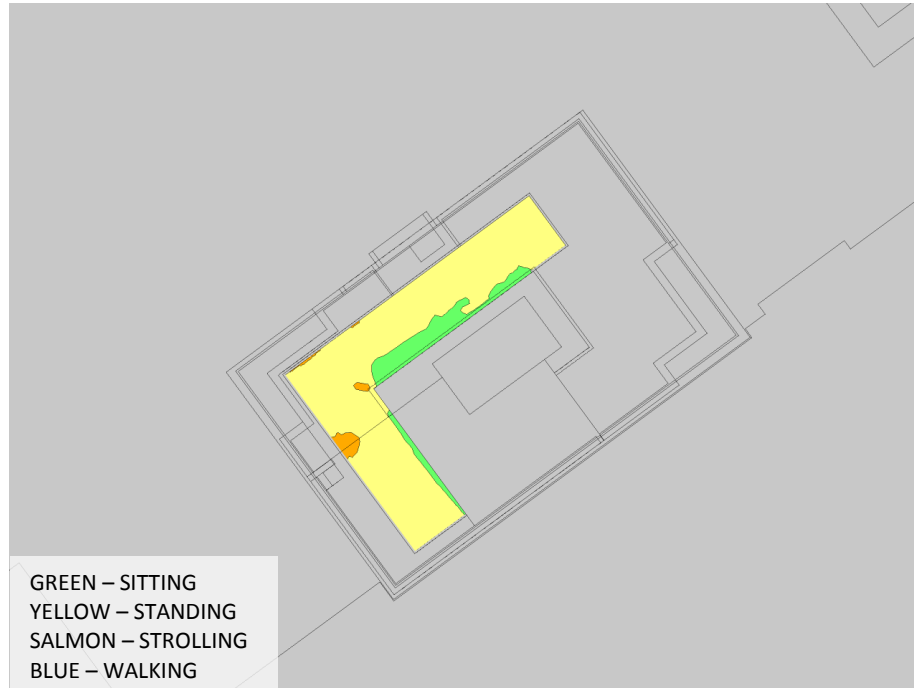 GREEN – SITTING
YELLOW – STANDING
SALMON – STROLLING
BLUE – WALKING